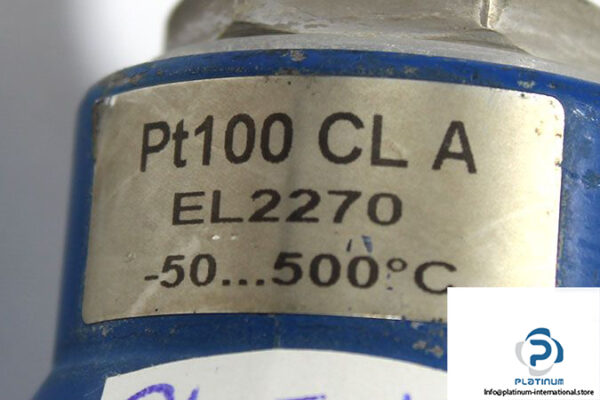 Pt100 CL A
EL2270
-50...500°C
PLATINUM
Info@platinum-international.store